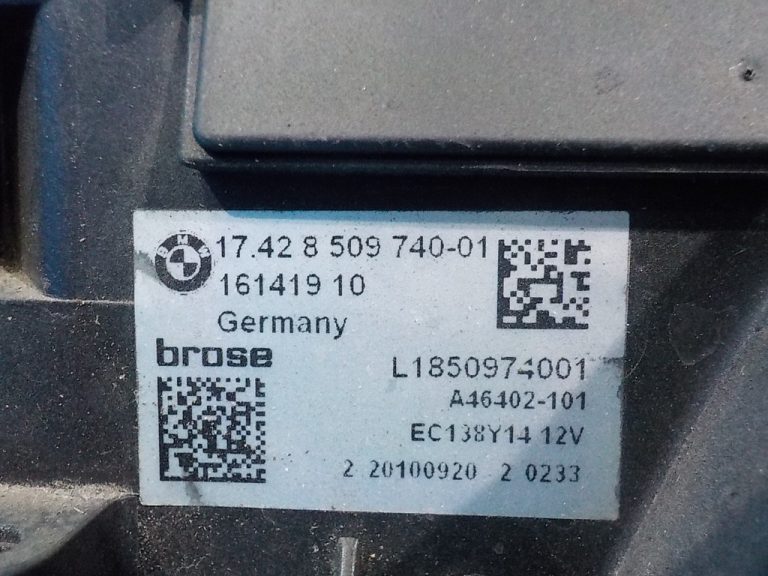 BMW
17.42 8 509 740-01
161419 10
Germany
brose
L1850974001
A46402-101
EC138Y14 12V
2 20100920 2 0233